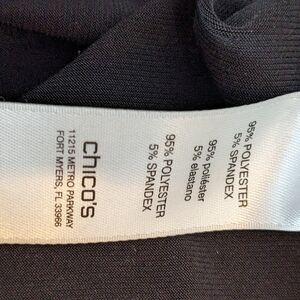 chico's
11215 METRO PARKWAY
FORT MYERS, FL 33966
95% POLYESTER
5% SPANDEX
95% poliéster
5% elastano
95% POLYESTER
5% SPANDEX